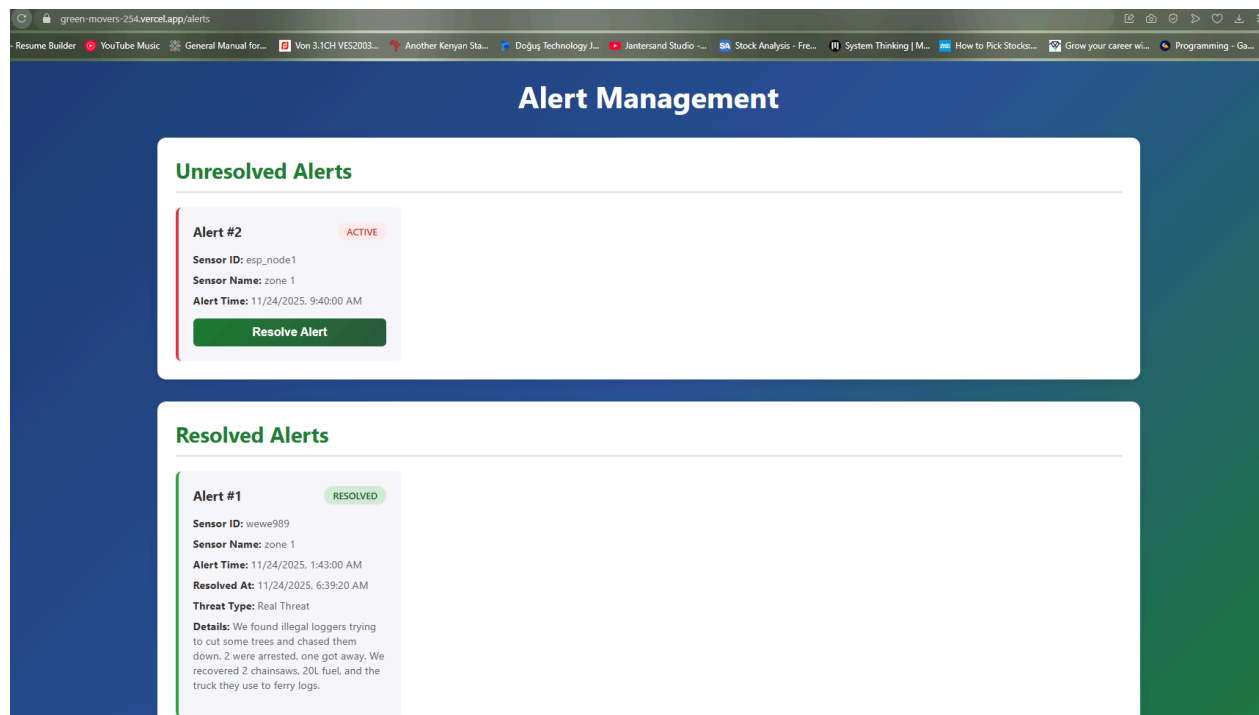 green-movers-254.vercel.app/alerts
- Resume Builder YouTube Music General Manual for... Von 3.1CH VES2003... Another Kenyan Sta... Doğuş Technology J... Jantersand Studio -... SA Stock Analysis - Fre... System Thinking | M... How to Pick Stocks:... Grow your career wi... Programming - Ga...
Alert Management
Unresolved Alerts
Alert #2 ACTIVE
Sensor ID: esp_node1
Sensor Name: zone 1
Alert Time: 11/24/2025, 9:40:00 AM
Resolve Alert
Resolved Alerts
Alert #1 RESOLVED
Sensor ID: wewe989
Sensor Name: zone 1
Alert Time: 11/24/2025, 1:43:00 AM
Resolved At: 11/24/2025, 6:39:20 AM
Threat Type: Real Threat
Details: We found illegal loggers trying
to cut some trees and chased them
down. 2 were arrested, one got away. We
recovered 2 chainsaws, 20L fuel, and the
truck they use to ferry logs.